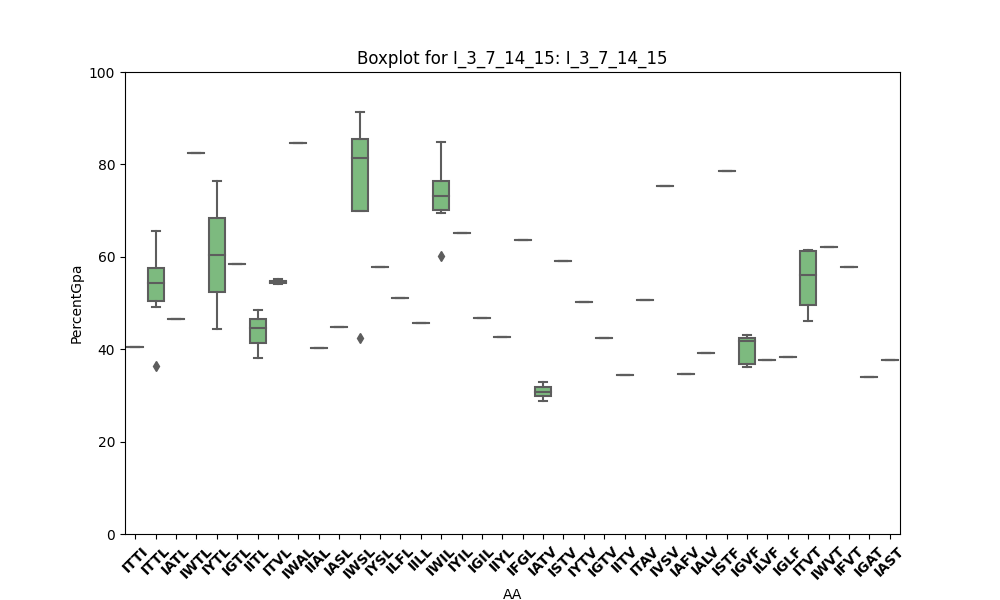 Boxplot for I_3_7_14_15: I_3_7_14_15
PercentGpa
100
80
60
40
20
0
ITTI ITTL IATL IWTL IYTL IGTL IITL ITVL IWAL IIAL IASL IWSL IYSL ILFL IILL IWIL IYIL IGIL IIYL IFGL IATV ISTV IYTV IGTV IITV ITAV IVSV IAFV IALV ISTF IGVF ILVF IGLF ITVT IWVT IFVT IGAT IAST
AA